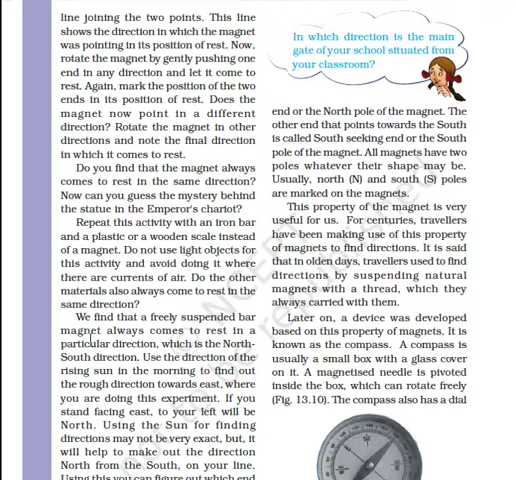 line joining the two points. This line
shows the direction in which the magnet
was pointing in its position of rest. Now,
rotate the magnet by gently pushing one
end in any direction and let it come to
rest. Again, mark the position of the two
ends in its position of rest. Does the
magnet now point in a different
direction? Rotate the magnet in other
directions and note the final direction
in which it comes to rest.
Do you find that the magnet always
comes to rest in the same direction?
Now can you guess the mystery behind
the statue in the Emperor's chariot?
Repeat this activity with an iron bar
and a plastic or a wooden scale instead
of a magnet. Do not use light objects for
this activity and avoid doing it where
there are currents of air. Do the other
materials also always come to rest in the
same direction?
We find that a freely suspended bar
magnet always comes to rest in a
particular direction, which is the North-
South direction. Use the direction of the
rising sun in the morning to find out
the rough direction towards east, where
you are doing this experiment. If you
stand facing east, to your left will be
North. Using the Sun for finding
directions may not be very exact, but, it
will help to make out the direction
North from the South, on your line.
Using this you can figure out which end
In which direction is the main
gate of your school situated from
your classroom?
end or the North pole of the magnet. The
other end that points towards the South
is called South seeking end or the South
pole of the magnet. All magnets have two
poles whatever their shape may be.
Usually, north (N) and south (S) poles
are marked on the magnets.
This property of the magnet is very
useful for us. For centuries, travellers
have been making use of this property
of magnets to find directions. It is said
that in olden days, travellers used to find
directions by suspending natural
magnets with a thread, which they
always carried with them.
Later on, a device was developed
based on this property of magnets. It is
known as the compass. A compass is
usually a small box with a glass cover
on it. A magnetised needle is pivoted
inside the box, which can rotate freely
(Fig. 13.10). The compass also has a dial
© NCERT
not to be republished